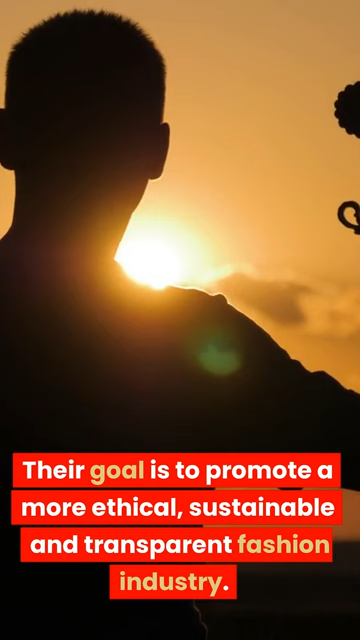 Their goal is to promote a
more ethical, sustainable
and transparent fashion
industry.